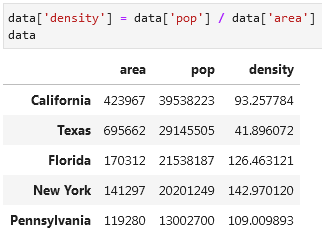 data['density'] = data['pop'] / data['area']
data
area pop density
California 423967 39538223 93.257784
Texas 695662 29145505 41.896072
Florida 170312 21538187 126.463121
New York 141297 20201249 142.970120
Pennsylvania 119280 13002700 109.009893